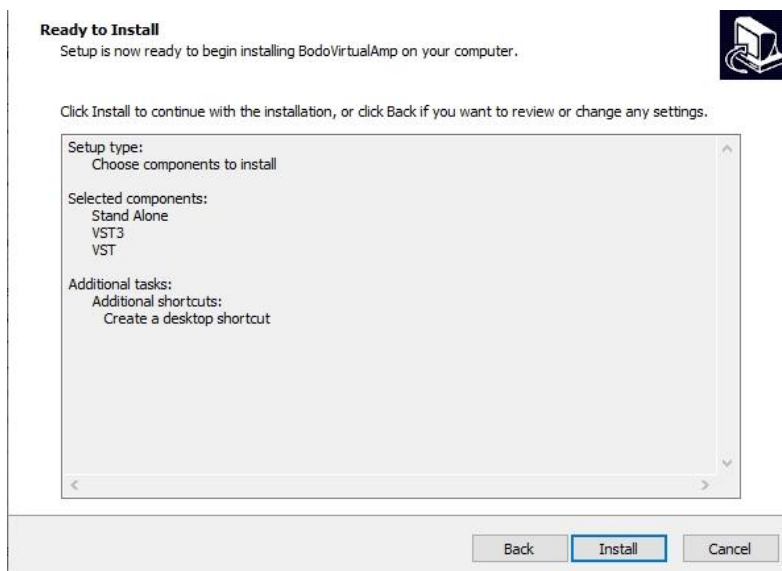 Ready to Install
Setup is now ready to begin installing BodoVirtualAmp on your computer.
Click Install to continue with the installation, or click Back if you want to review or change any settings.
Setup type:
Choose components to install
Selected components:
Stand Alone
VST3
VST
Additional tasks:
Additional shortcuts:
Create a desktop shortcut
Back
Install
Cancel